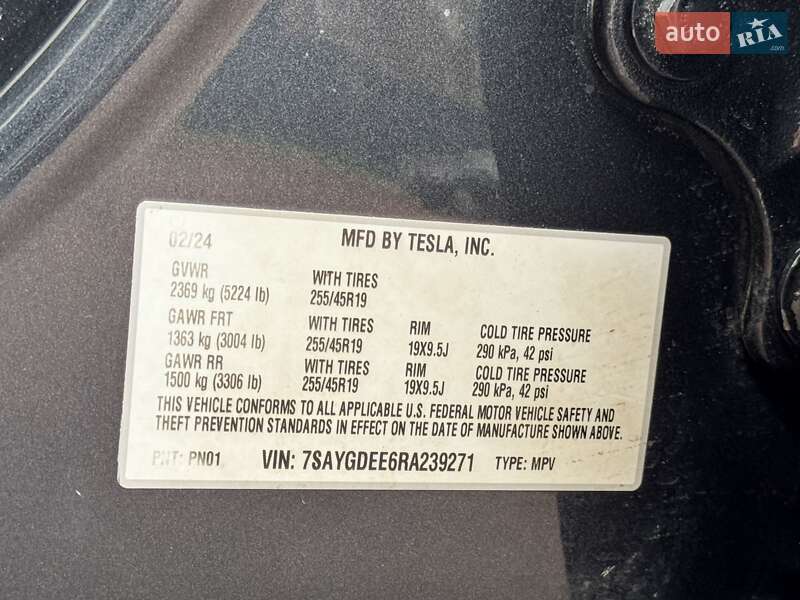 auto RIA .com
02/24 MFD BY TESLA, INC.
GVWR WITH TIRES
2369 kg (5224 lb) 255/45R19
GAWR FRT WITH TIRES RIM COLD TIRE PRESSURE
1363 kg (3004 lb) 255/45R19 19X9.5J 290 kPa, 42 psi
GAWR RR WITH TIRES RIM COLD TIRE PRESSURE
1500 kg (3306 lb) 255/45R19 19X9.5J 290 kPa, 42 psi
THIS VEHICLE CONFORMS TO ALL APPLICABLE U.S. FEDERAL MOTOR VEHICLE SAFETY AND
THEFT PREVENTION STANDARDS IN EFFECT ON THE DATE OF MANUFACTURE SHOWN ABOVE.
PNT: PN01 VIN: 7SAYGDEE6RA239271 TYPE: MPV